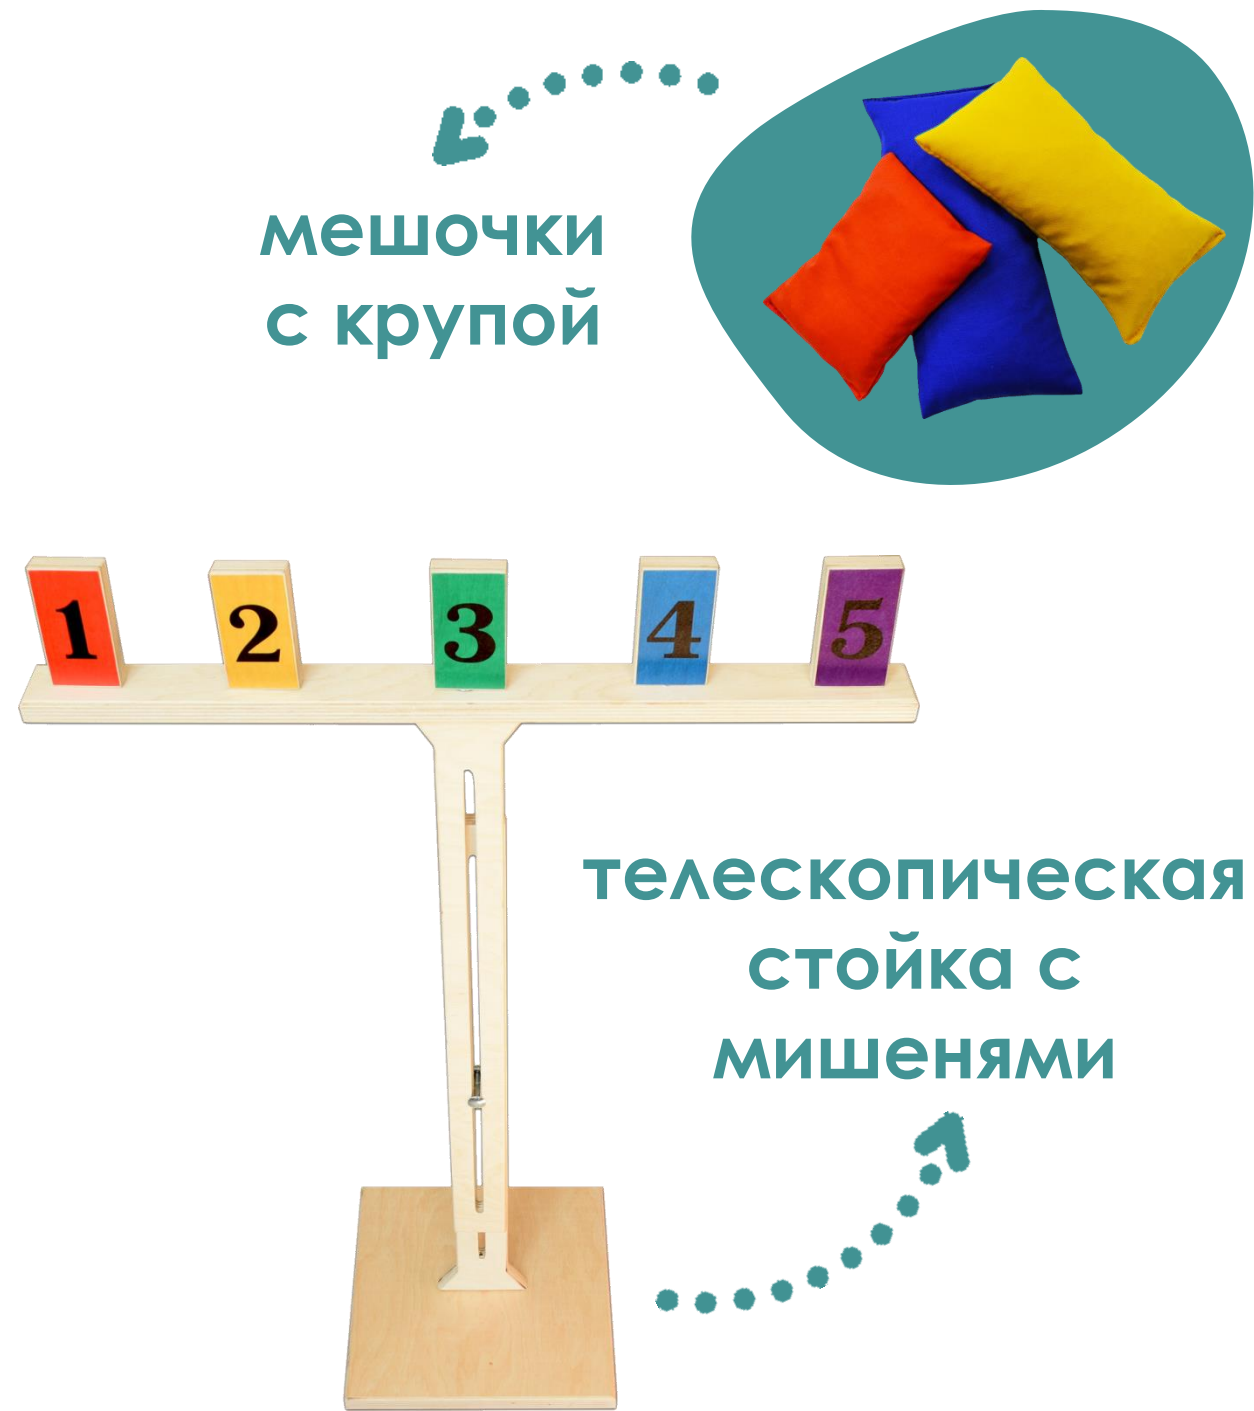 мешочки
с крупой
1 2 3 4 5
телескопическая
стойка с
мишенями